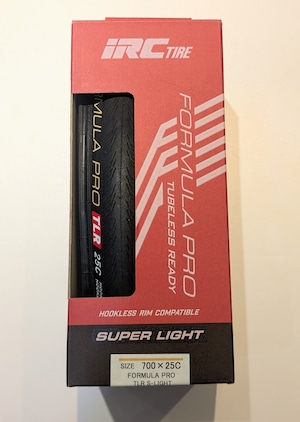 iRC TIRE
FORMULA PRO
TUBELESS READY
RMULA PRO TLR 25C
HOOKLESS RIM COMPATIBLE
SUPER LIGHT
SIZE 700×25C
FORMULA PRO
TLR S-LIGHT